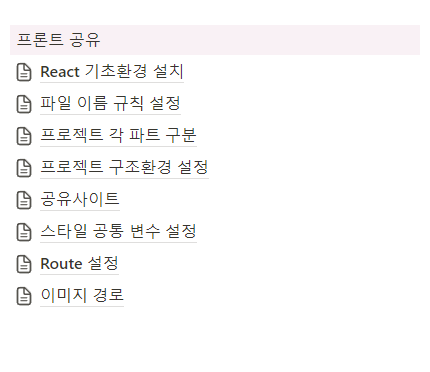 프론트 공유
React 기초환경 설치
파일 이름 규칙 설정
프로젝트 각 파트 구분
프로젝트 구조환경 설정
공유사이트
스타일 공통 변수 설정
Route 설정
이미지 경로